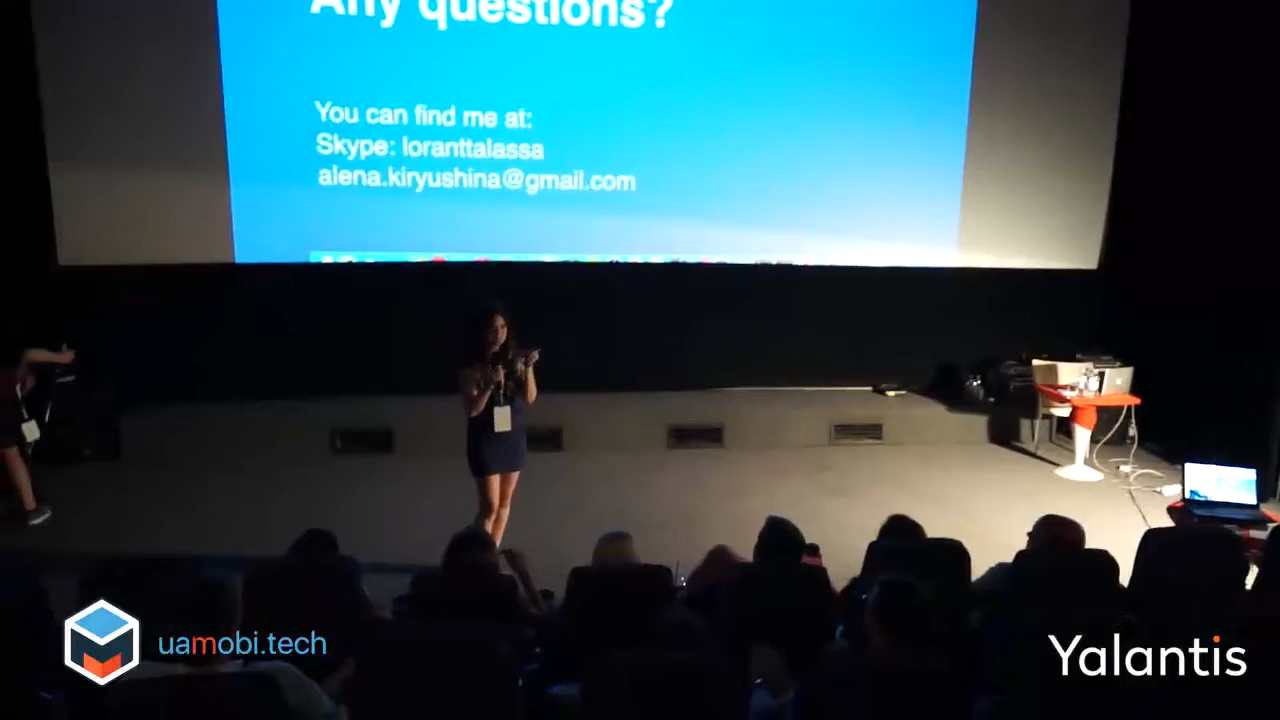 Any questions?
You can find me at:
Skype: loranttalassa
alena.kiryushina@gmail.com
uamobi.tech
Yalantis